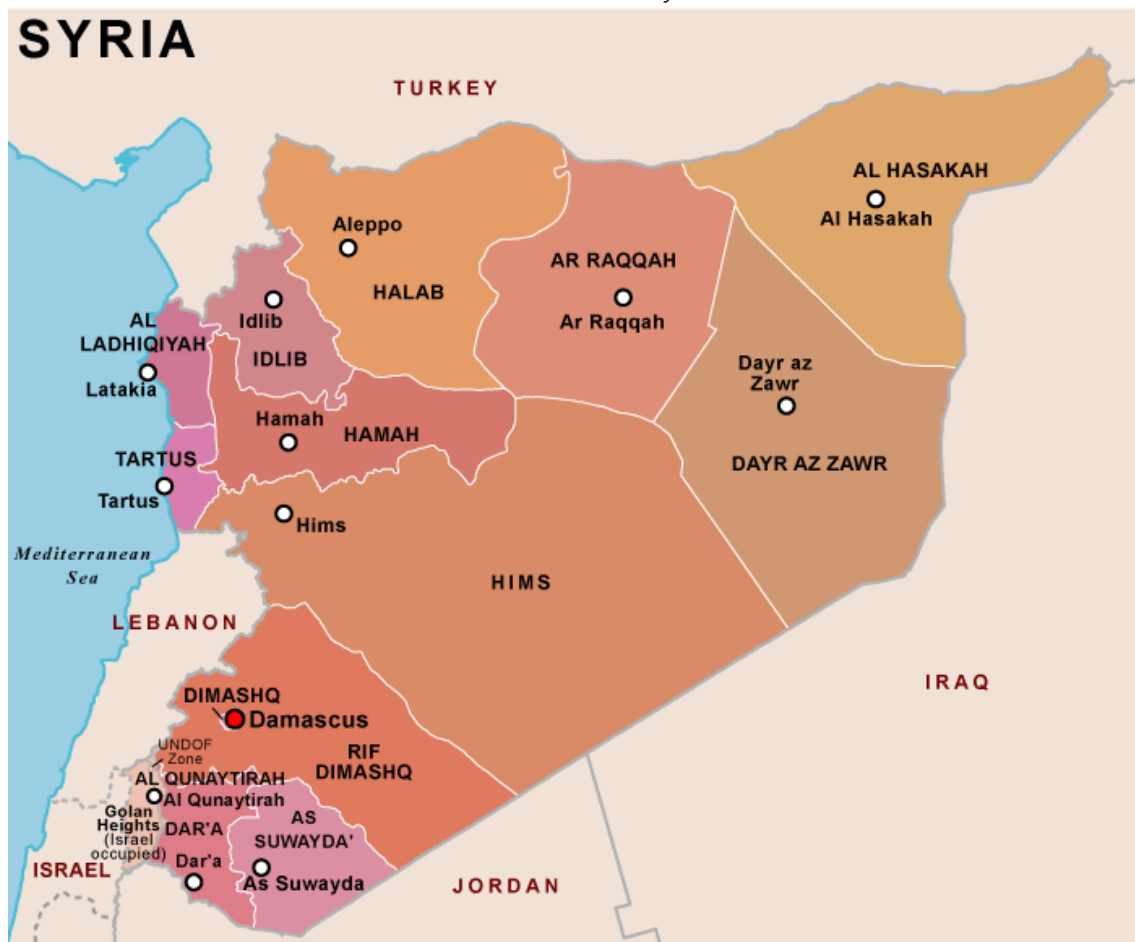 SYRIA
TURKEY
AL HASAKAH
Al Hasakah
Aleppo
HALAB
AR RAQQAH
Ar Raqqah
Idlib
IDLIB
AL
LADHIQIYAH
Latakia
Dayr az
Zawr
DAYR AZ ZAWR
Hamah
HAMAH
TARTUS
Tartus
Hims
HIMS
Mediterranean
Sea
LEBANON
IRAQ
DIMASHQ
Damascus
RIF
DIMASHQ
UNDOF
Zone
AL QUNAYTIRAH
Al Qunaytirah
Golan
Heights
(Israel
occupied)
DAR'A
Dar'a
AS
SUWAYDA'
As Suwayda
ISRAEL
JORDAN